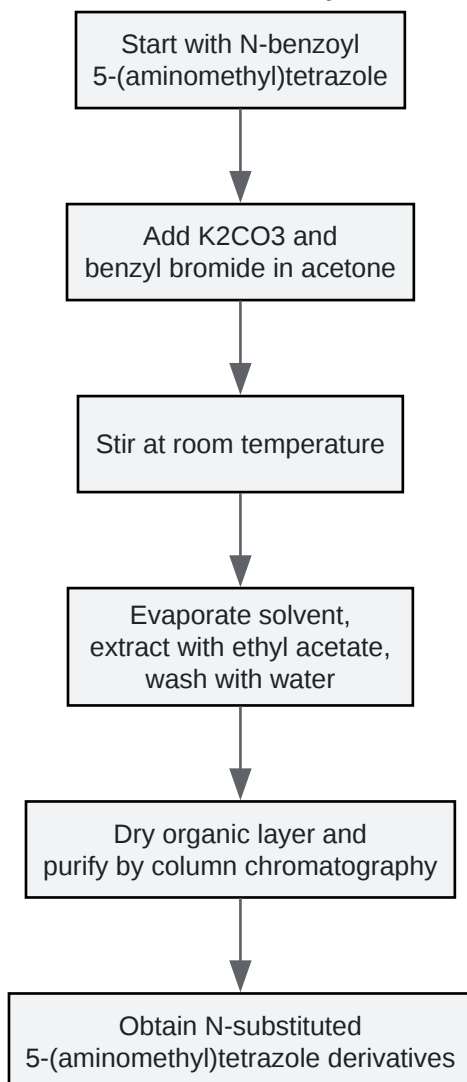 Start with N-benzoyl
5-(aminomethyl)tetrazole
Add K2CO3 and
benzyl bromide in acetone
Stir at room temperature
Evaporate solvent,
extract with ethyl acetate,
wash with water
Dry organic layer and
purify by column chromatography
Obtain N-substituted
5-(aminomethyl)tetrazole derivatives